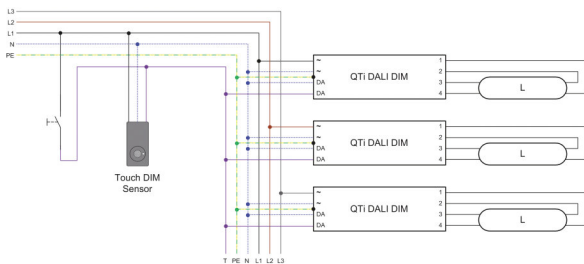 L3
L2
L1
N
PE
~
~
DA
DA
QTi DALI DIM
1
2
3
4
L
~
~
DA
DA
QTi DALI DIM
1
2
3
4
L
Touch DIM
Sensor
~
~
DA
DA
QTi DALI DIM
1
2
3
4
L
T PE N L1 L2 L3